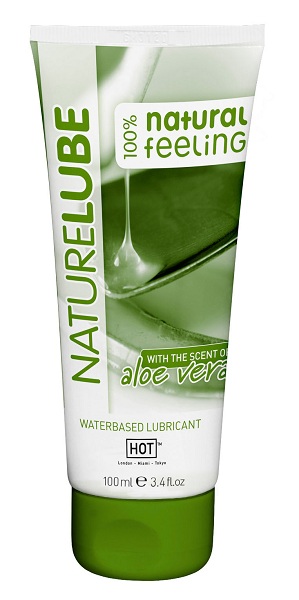 NATURELUBE
100%
natural
feeling
WITH THE SCENT OF
aloe vera
WATERBASED LUBRICANT
HOT™
London - Miami - Tokyo
100 ml e 3.4 fl.oz